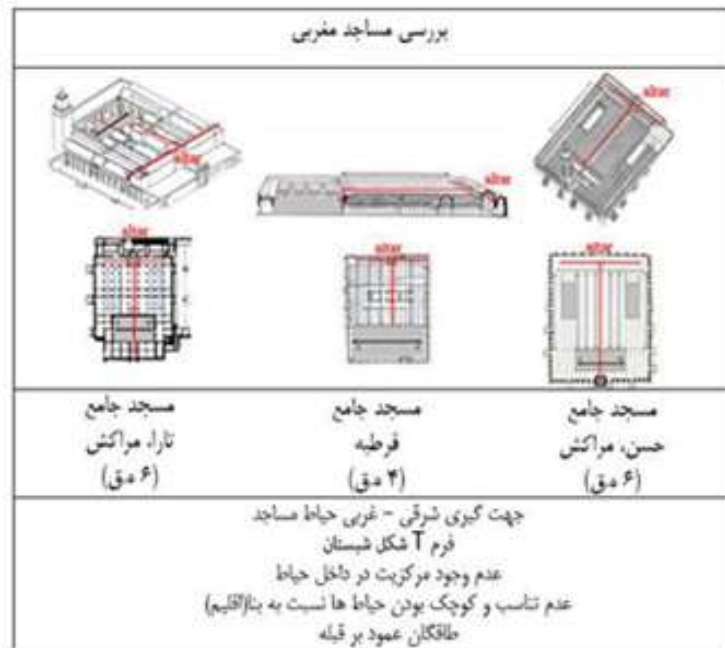 بررسی مساجد مغربی
altar
altar
altar
altar
altar
altar
مسجد جامع
حسن، مراکش
(۶ ه.ق)
مسجد جامع
قرطبه
(۴ ه.ق)
مسجد جامع
تازا، مراکش
(۶ ه.ق)
جهت گیری شرقی - غربی حیاط مساجد
فرم T شکل شبستان
عدم وجود مرکزیت در داخل حیاط
عدم تناسب و کوچک بودن حیاط ها نسبت به بنا(اقلیم)
طاقگان عمود بر قبله